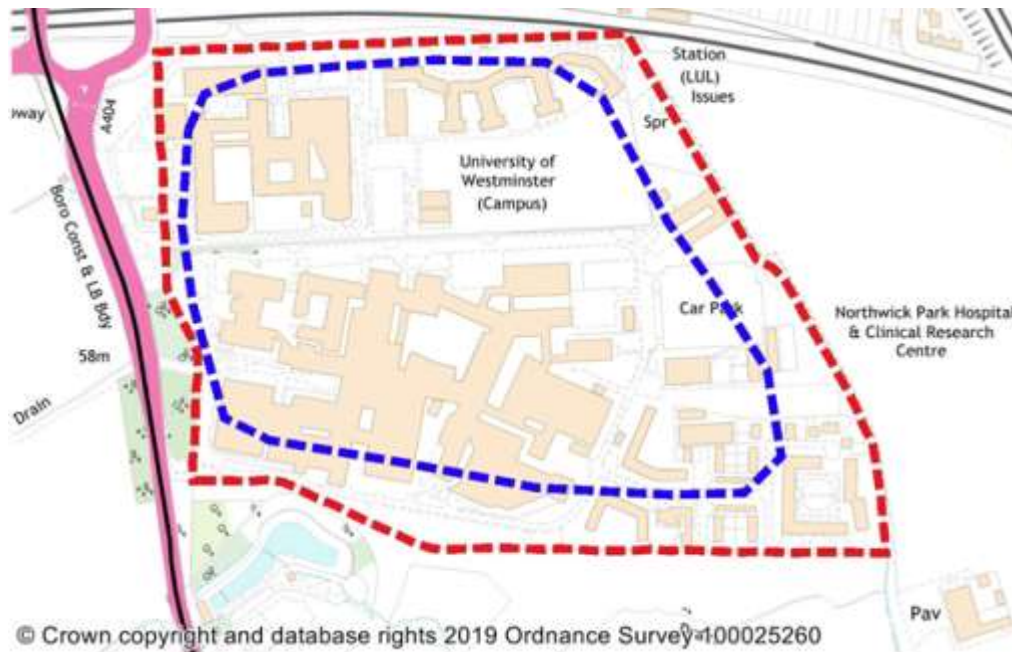 Station
(LUL)
Issues
Spr
oway
A404
University of
Westminster
(Campus)
Boro Const & LB Bdy
Car Park
Northwick Park Hospital
& Clinical Research
Centre
58m
Drain
Pav
© Crown copyright and database rights 2019 Ordnance Survey 100025260